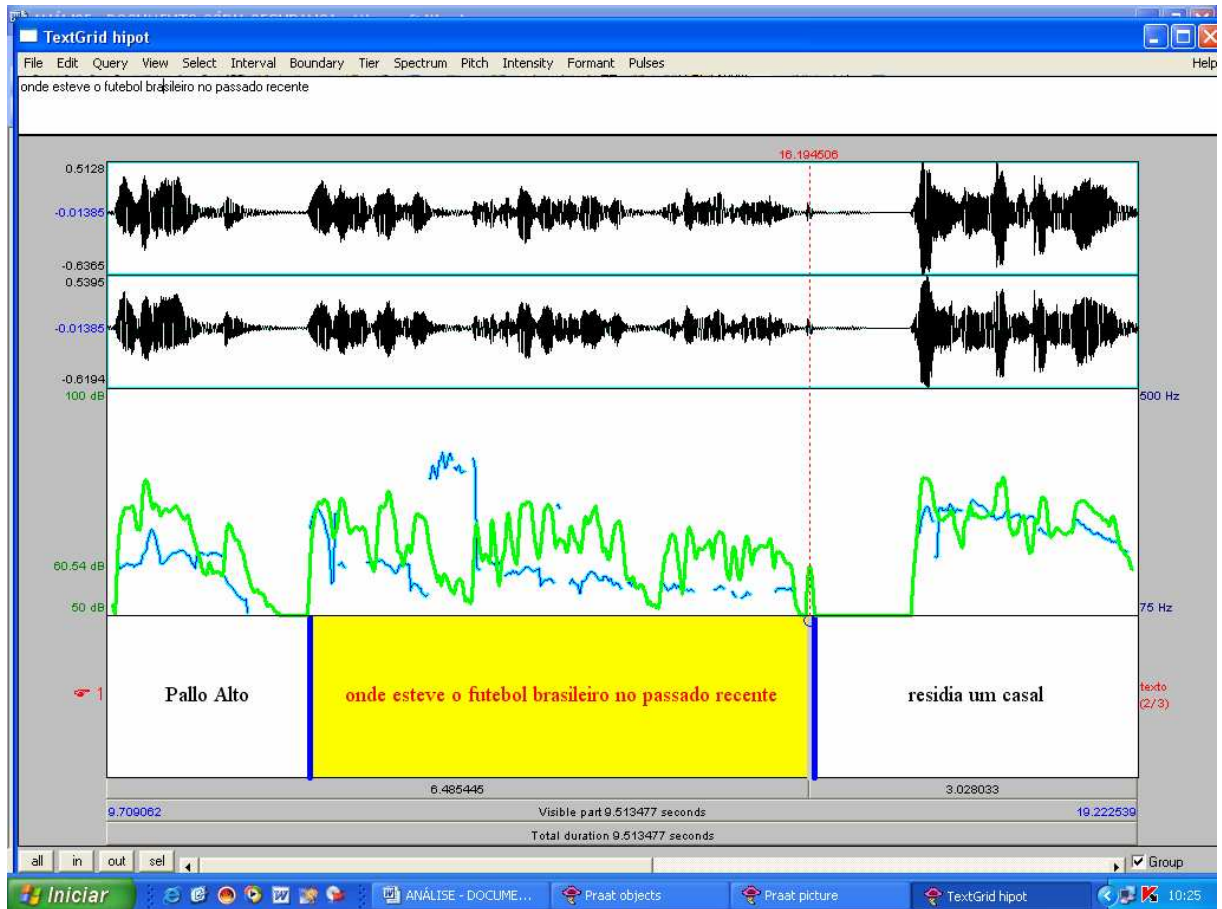 TextGrid hipot
File Edit Query View Select Interval Boundary Tier Spectrum Pitch Intensity Formant Pulses Help
onde esteve o futebol brasileiro no passado recente
16.194506
0.5128
-0.01385
-0.6365
0.5395
-0.01385
-0.6194
100 dB 500 Hz
60.54 dB
50 dB 75 Hz
1 Pallo Alto onde esteve o futebol brasileiro no passado recente residia um casal texto
(2/3)
6.485445 3.028033
9.709062 Visible part 9.513477 seconds 19.222539
Total duration 9.513477 seconds
all in out sel Group
Iniciar ANÁLISE - DOCUME... Praat objects Praat picture TextGrid hipot 10:25